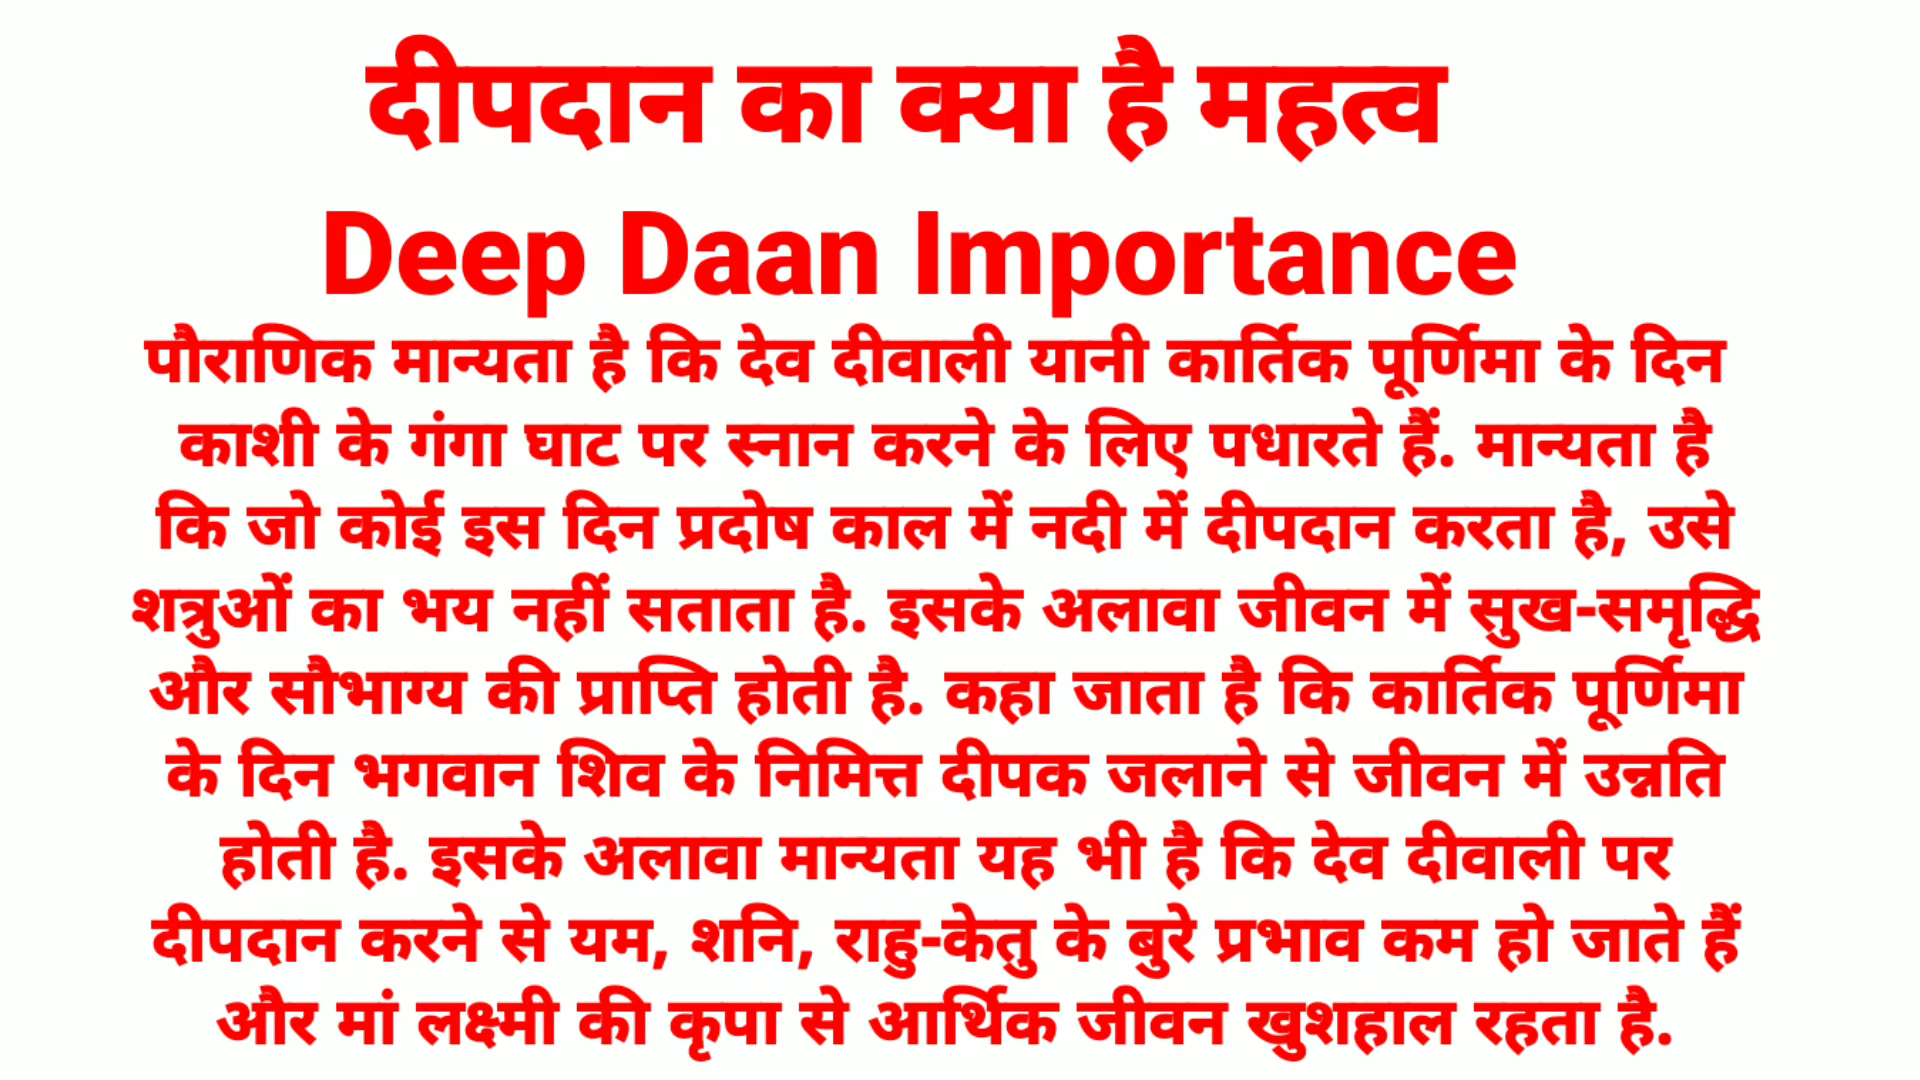 दीपदान का क्या है महत्व
Deep Daan Importance
पौराणिक मान्यता है कि देव दीवाली यानी कार्तिक पूर्णिमा के दिन
काशी के गंगा घाट पर स्नान करने के लिए पधारते हैं. मान्यता है
कि जो कोई इस दिन प्रदोष काल में नदी में दीपदान करता है, उसे
शत्रुओं का भय नहीं सताता है. इसके अलावा जीवन में सुख-समृद्धि
और सौभाग्य की प्राप्ति होती है. कहा जाता है कि कार्तिक पूर्णिमा
के दिन भगवान शिव के निमित्त दीपक जलाने से जीवन में उन्नति
होती है. इसके अलावा मान्यता यह भी है कि देव दीवाली पर
दीपदान करने से यम, शनि, राहु-केतु के बुरे प्रभाव कम हो जाते हैं
और मां लक्ष्मी की कृपा से आर्थिक जीवन खुशहाल रहता है.